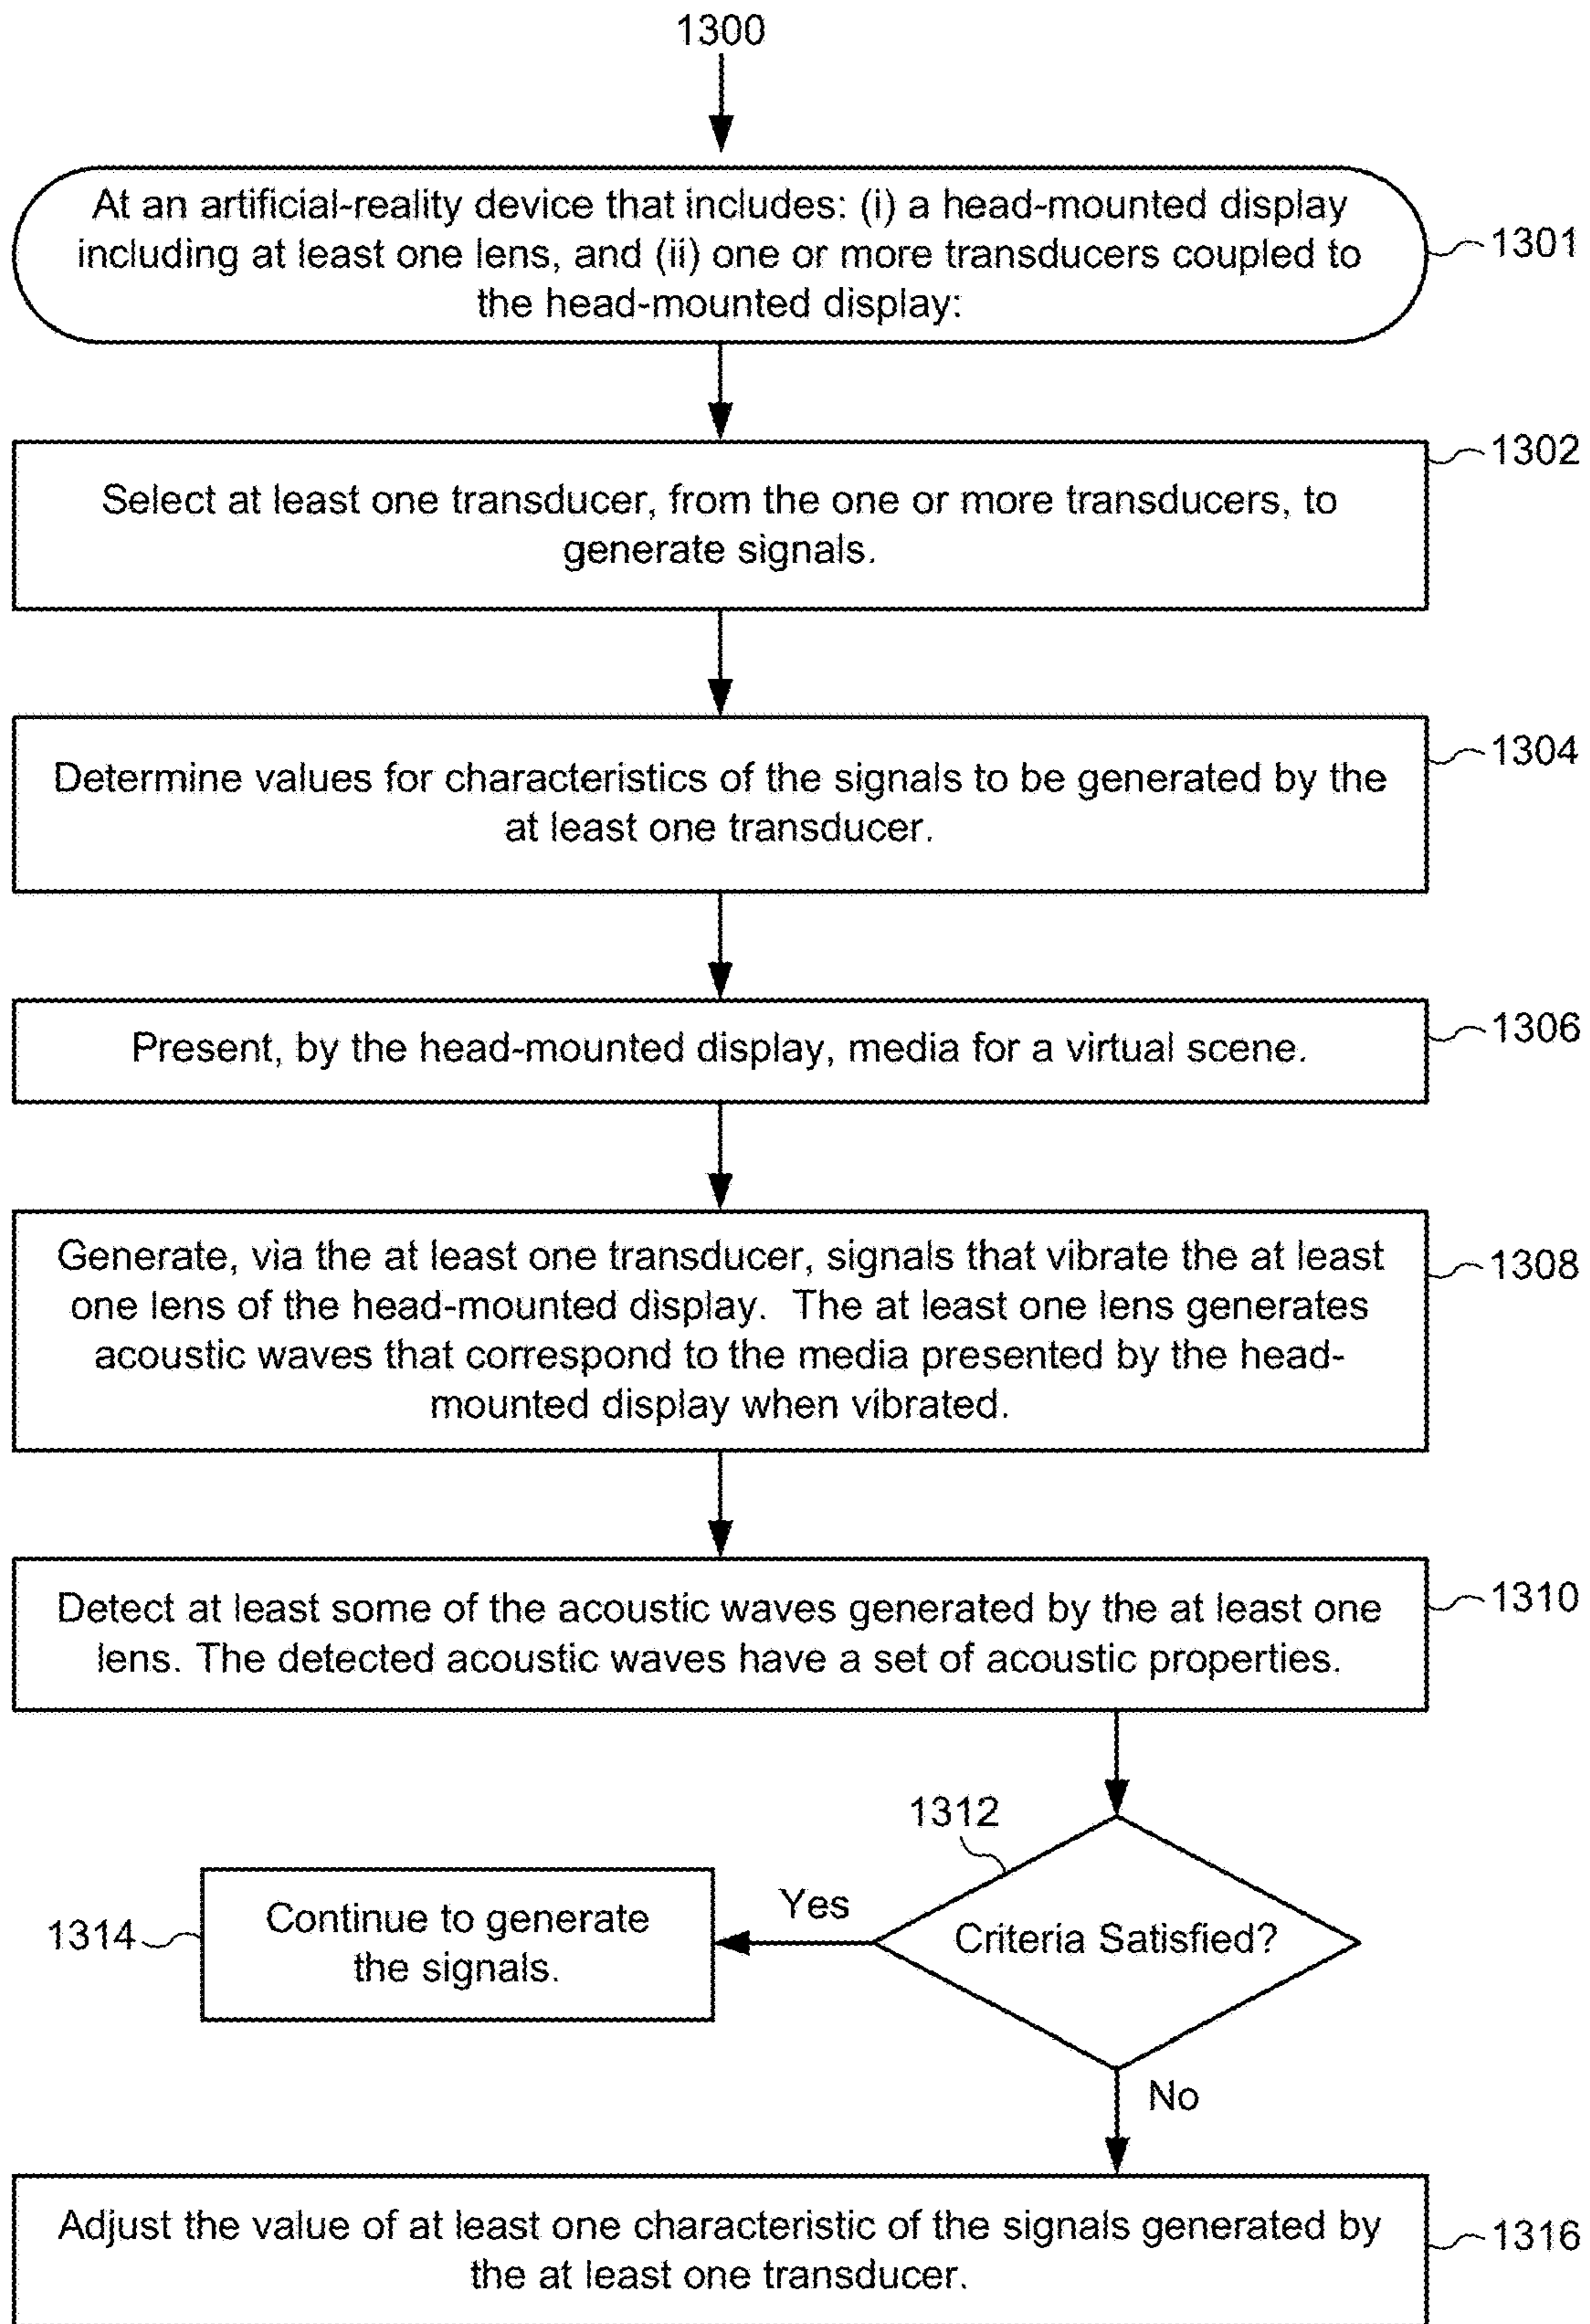 1300
At an artificial-reality device that includes: (i) a head-mounted display
including at least one lens, and (ii) one or more transducers coupled to
the head-mounted display:
1301
1302
Select at least one transducer, from the one or more transducers, to
generate signals.
1304
Determine values for characteristics of the signals to be generated by the
at least one transducer.
1306
Present, by the head-mounted display, media for a virtual scene.
Generate, via the at least one transducer, signals that vibrate the at least
one lens of the head-mounted display. The at least one lens generates
acoustic waves that correspond to the media presented by the head-
mounted display when vibrated.
1308
Detect at least some of the acoustic waves generated by the at least one
lens. The detected acoustic waves have a set of acoustic properties.
1310
1312
Criteria Satisfied?
Yes
Continue to generate
the signals.
1314
No
Adjust the value of at least one characteristic of the signals generated by
the at least one transducer.
1316